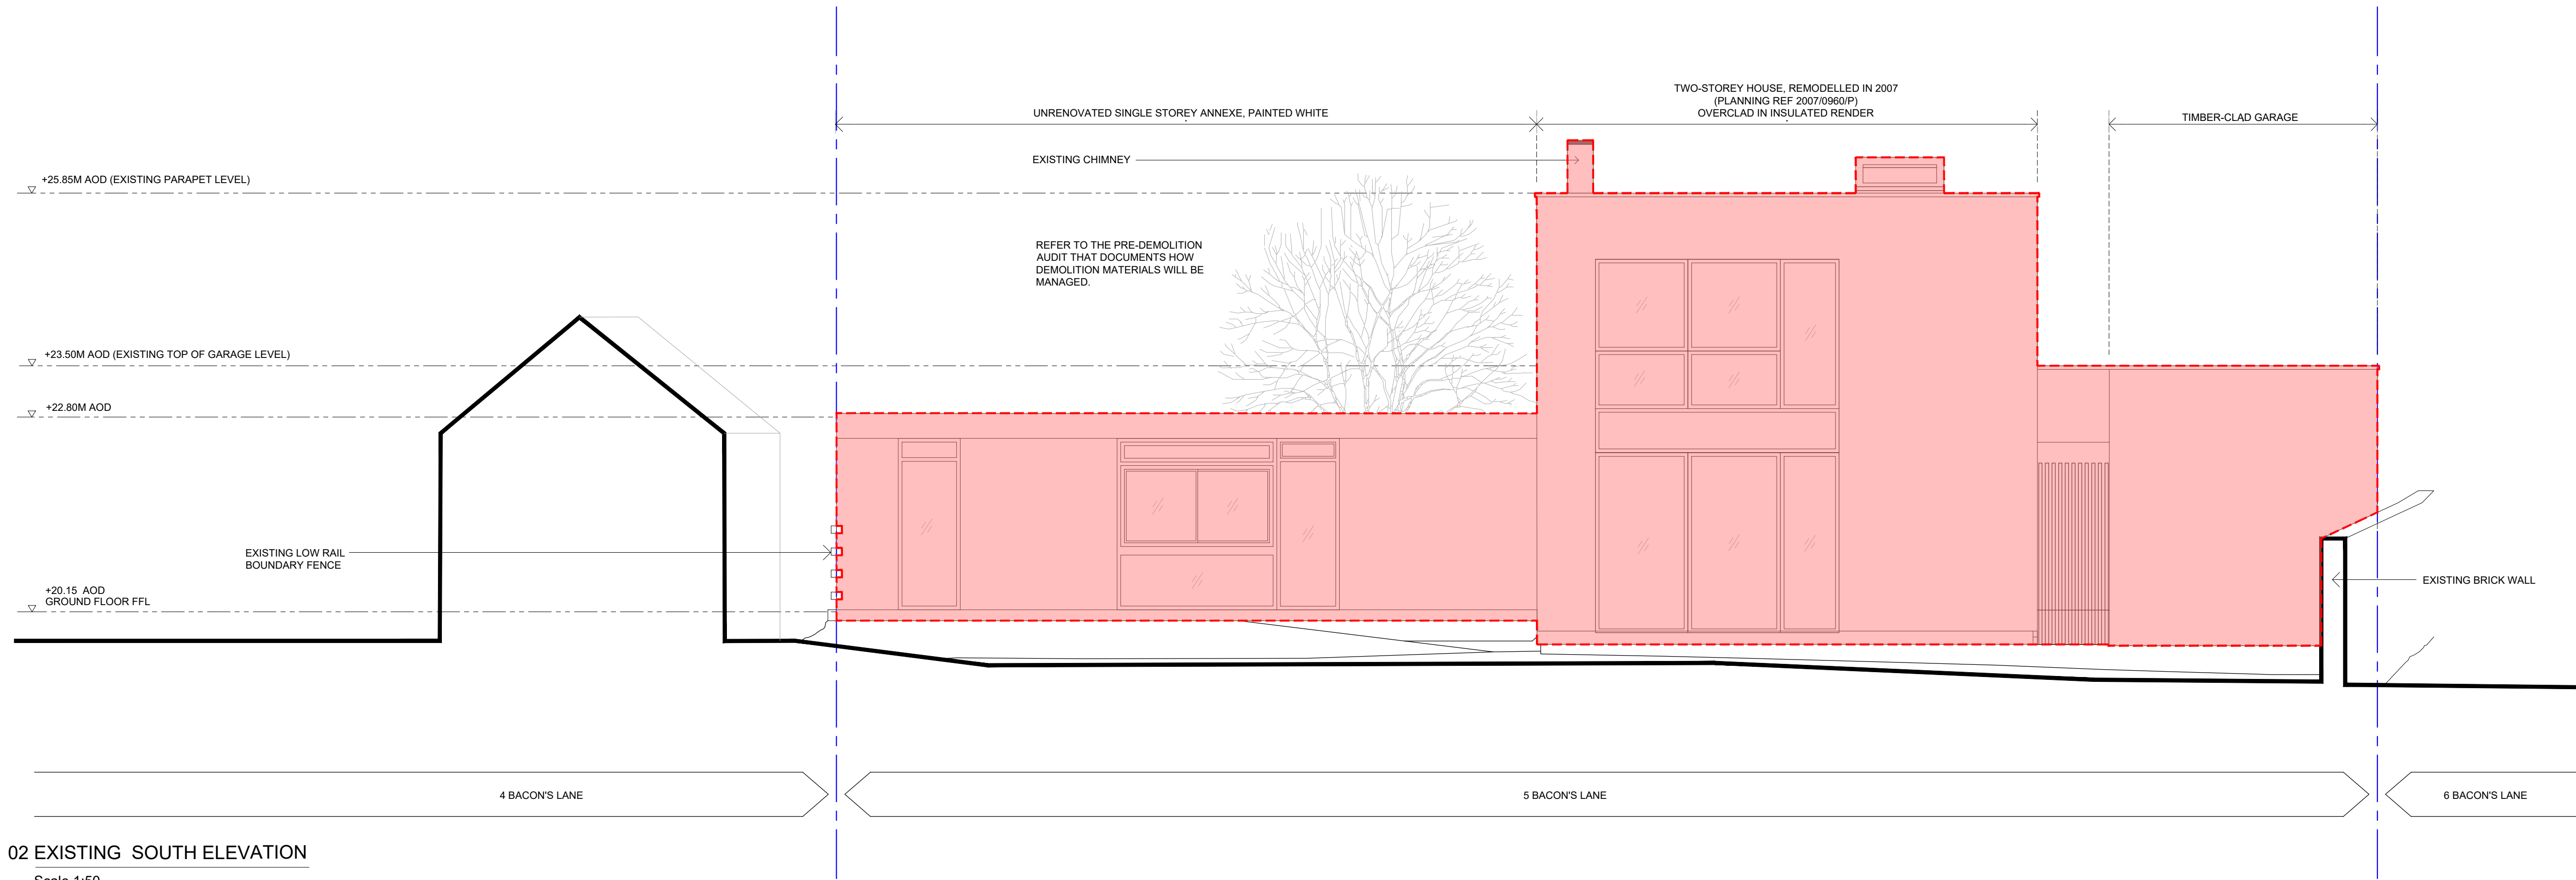 TWO-STOREY HOUSE, REMODELLED IN 2007
(PLANNING REF 2007/0960/P)
OVERCLAD IN INSULATED RENDER
UNRENOVATED SINGLE STOREY ANNEXE, PAINTED WHITE
TIMBER-CLAD GARAGE
EXISTING CHIMNEY
+25.85M AOD (EXISTING PARAPET LEVEL)
REFER TO THE PRE-DEMOLITION
AUDIT THAT DOCUMENTS HOW
DEMOLITION MATERIALS WILL BE
MANAGED.
+23.50M AOD (EXISTING TOP OF GARAGE LEVEL)
+22.80M AOD
EXISTING LOW RAIL
BOUNDARY FENCE
+20.15 AOD
GROUND FLOOR FFL
EXISTING BRICK WALL
4 BACON'S LANE
5 BACON'S LANE
6 BACON'S LANE
02 EXISTING SOUTH ELEVATION
Scale 1:50